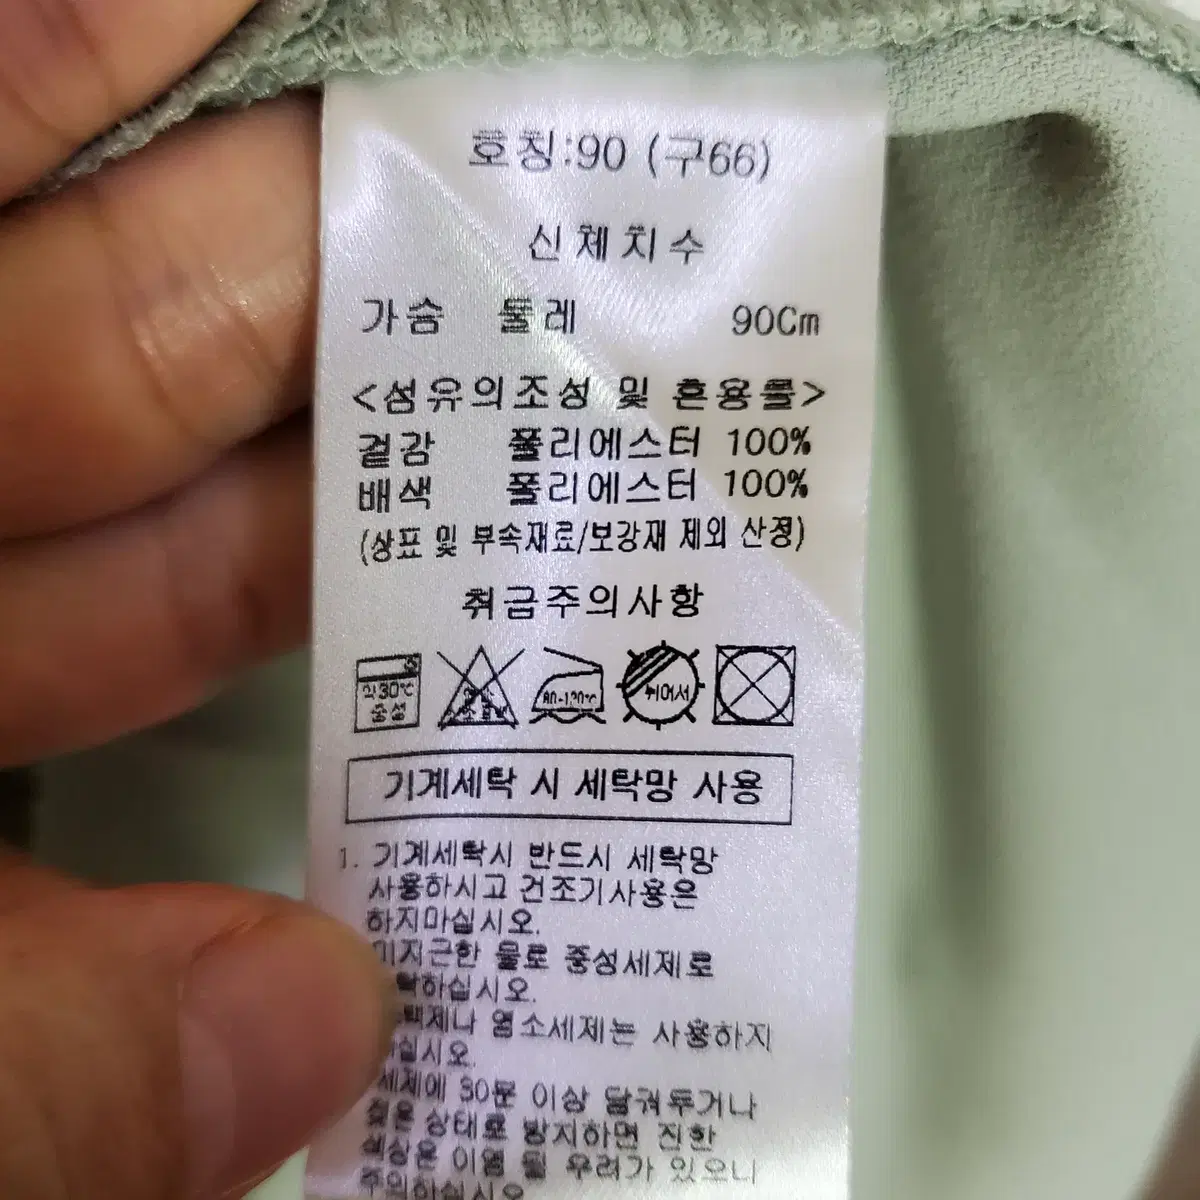 호칭:90 (구66)
신체치수
가슴 둘레 90Cm
<섬유의조성 및 혼용률>
겉감 폴리에스터 100%
배색 폴리에스터 100%
(상표 및 부속재료/보강재 제외 산정)
취급주의사항
약30℃
중성
80-120℃
뉘어서
기계세탁 시 세탁망 사용
1. 기계세탁시 반드시 세탁망
사용하시고 건조기사용은
하지마십시오.
미지근한 물로 중성세제로
하십시오.
염소세제는 사용하지
십시오.
세제에 30분 이상 담궈두거나
젖은 상태로 방지하면 진한
색상은 이염 될 우려가 있으니
주의하십시오